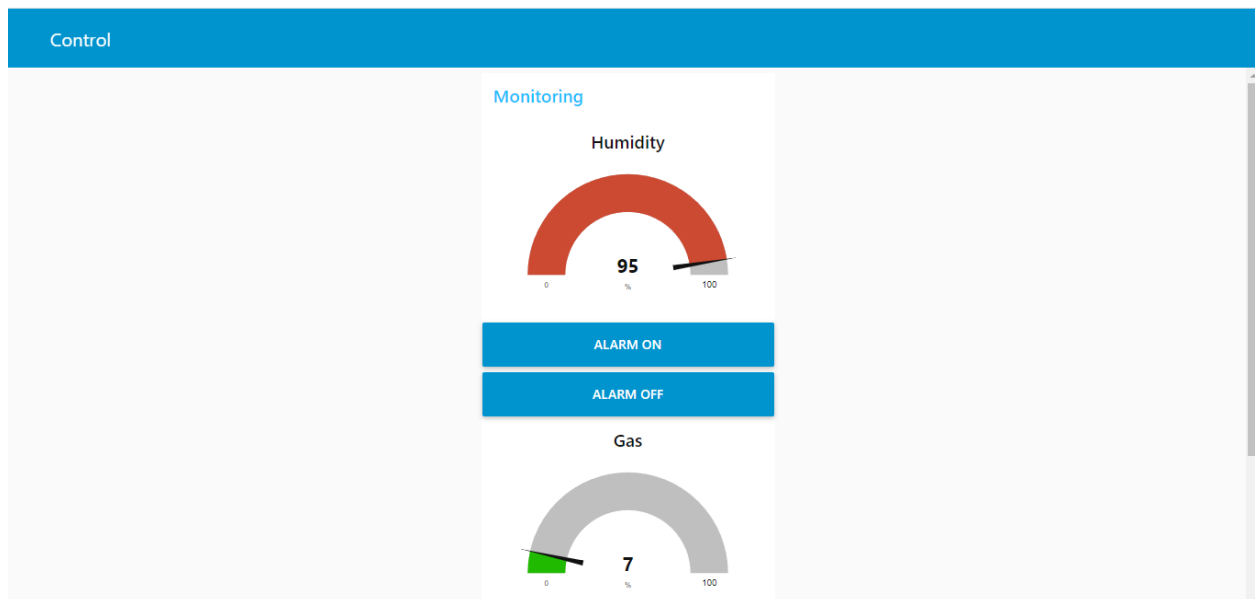 Control
Monitoring
Humidity
95
0 % 100
ALARM ON
ALARM OFF
Gas
7
0 % 100